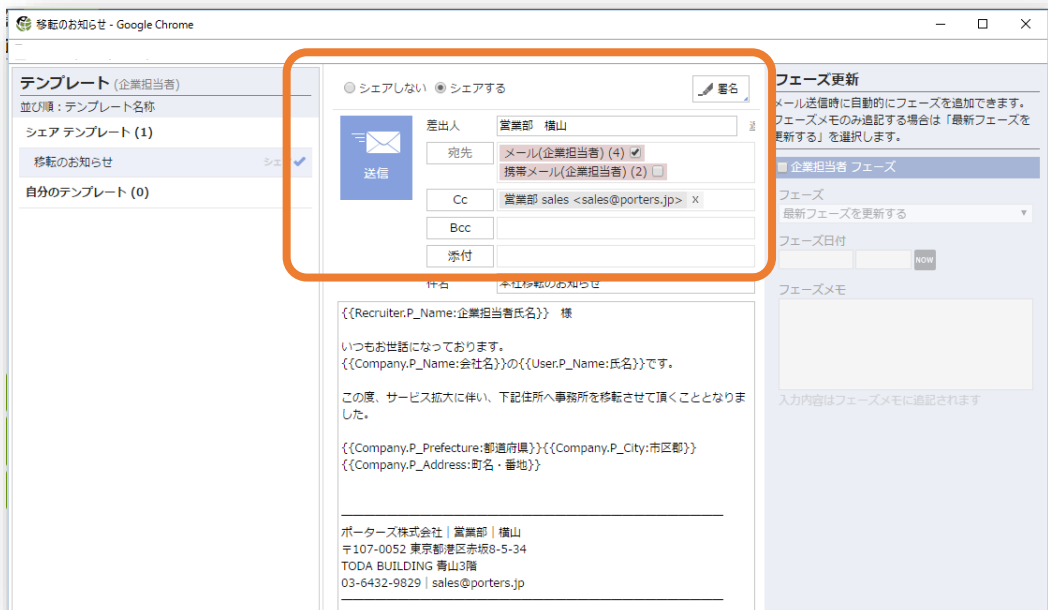 移転のお知らせ - Google Chrome
テンプレート (企業担当者)
並び順：テンプレート名称
シェア テンプレート (1)
移転のお知らせ
自分のテンプレート (0)
シェアしない シェアする
署名
送信
差出人 営業部 横山
宛先 メール(企業担当者) (4)
携帯メール(企業担当者) (2)
Cc 営業部 sales <sales@porters.jp> x
Bcc
添付
件名 本社移転のお知らせ
{{Recruiter.P_Name:企業担当者氏名}} 様
いつもお世話になっております。
{{Company.P_Name:会社名}}の{{User.P_Name:氏名}}です。
この度、サービス拡大に伴い、下記住所へ事務所を移転させて頂くこととなりま
した。
{{Company.P_Prefecture:都道府県}}{{Company.P_City:市区郡}}
{{Company.P_Address:町名・番地}}
ポーターズ株式会社｜営業部｜横山
〒107-0052 東京都港区赤坂8-5-34
TODA BUILDING 青山3階
03-6432-9829｜sales@porters.jp
フェーズ更新
メール送信時に自動的にフェーズを追加できます。
フェーズメモのみ追記する場合は「最新フェーズを
更新する」を選択します。
企業担当者 フェーズ
フェーズ
最新フェーズを更新する
フェーズ日付
NOW
フェーズメモ
入力内容はフェーズメモに追記されます